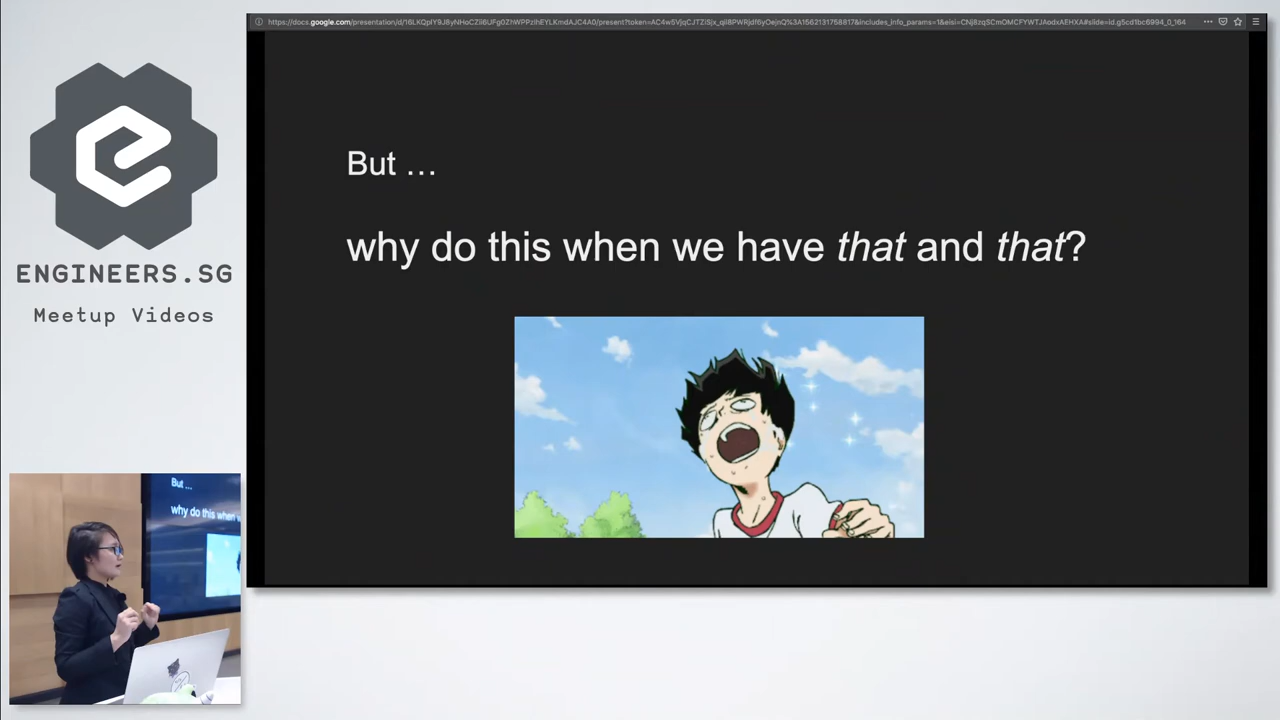 ENGINEERS.SG
Meetup Videos
But …
why do this when we have that and that?
But ...
why do this when w